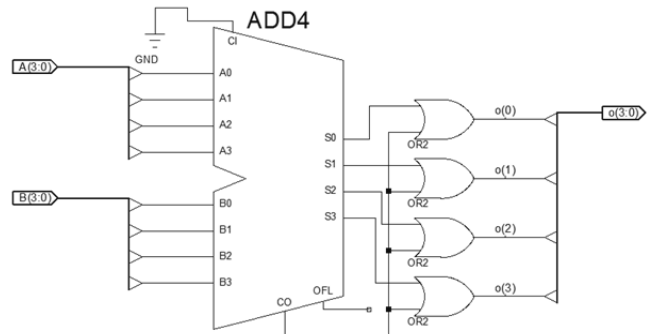 ADD4
CI
GND
A(3:0)
A0
A1
A2
A3
B(3:0)
B0
B1
B2
B3
S0
S1
S2
S3
OFL
CO
OR2
OR2
OR2
OR2
o(0)
o(1)
o(2)
o(3)
o(3:0)